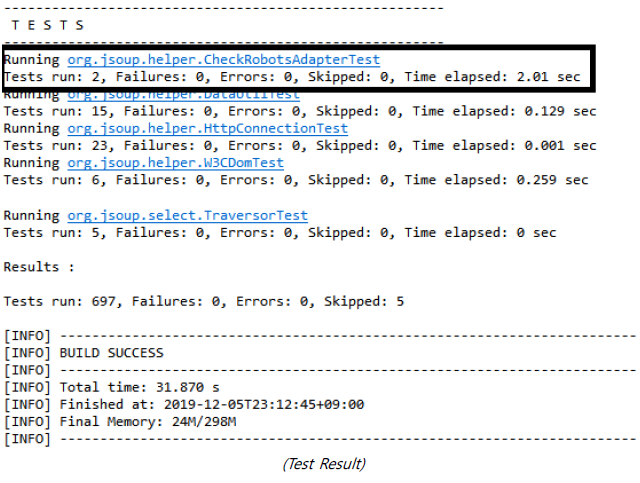 -------------------------------------------------------
 T E S T S
-------------------------------------------------------
Running org.jsoup.helper.CheckRobotsAdapterTest
Tests run: 2, Failures: 0, Errors: 0, Skipped: 0, Time elapsed: 2.01 sec
Running org.jsoup.helper.DataUtilTest
Tests run: 15, Failures: 0, Errors: 0, Skipped: 0, Time elapsed: 0.129 sec
Running org.jsoup.helper.HttpConnectionTest
Tests run: 23, Failures: 0, Errors: 0, Skipped: 0, Time elapsed: 0.001 sec
Running org.jsoup.helper.W3CDomTest
Tests run: 6, Failures: 0, Errors: 0, Skipped: 0, Time elapsed: 0.259 sec
Running org.jsoup.select.TraversorTest
Tests run: 5, Failures: 0, Errors: 0, Skipped: 0, Time elapsed: 0 sec
Results :
Tests run: 697, Failures: 0, Errors: 0, Skipped: 5
[INFO] ------------------------------------------------------------------------
[INFO] BUILD SUCCESS
[INFO] ------------------------------------------------------------------------
[INFO] Total time: 31.870 s
[INFO] Finished at: 2019-12-05T23:12:45+09:00
[INFO] Final Memory: 24M/298M
[INFO] ------------------------------------------------------------------------
(Test Result)